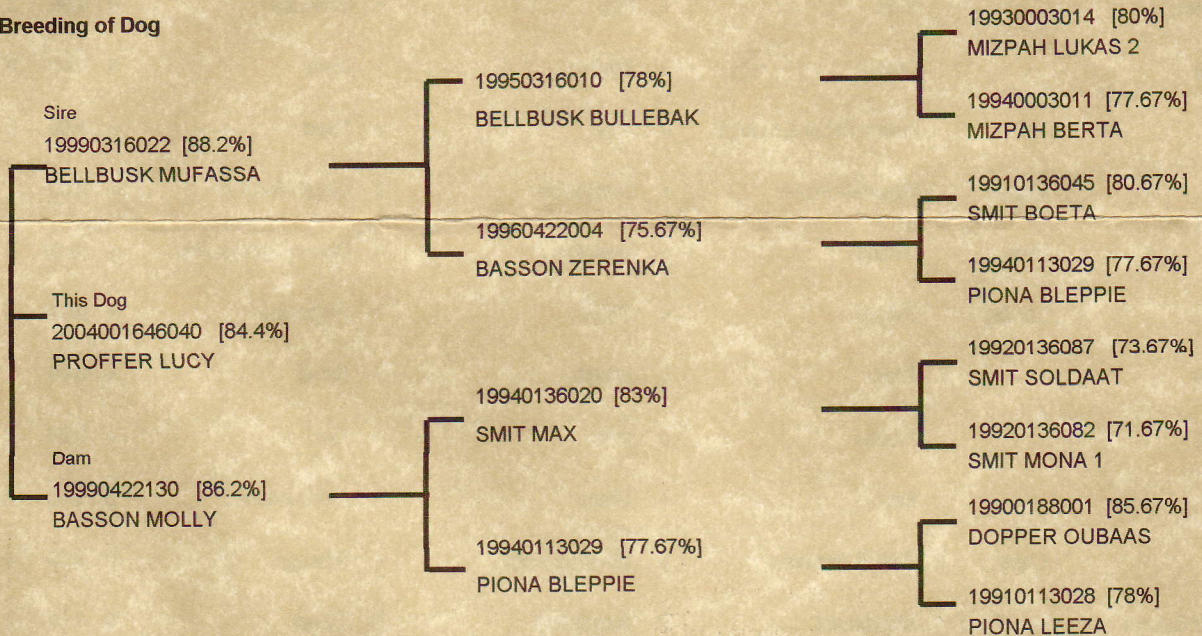 Breeding of Dog
Sire
19990316022 [88.2%]
BELLBUSK MUFASSA
This Dog
2004001646040 [84.4%]
PROFFER LUCY
Dam
19990422130 [86.2%]
BASSON MOLLY
19950316010 [78%]
BELLBUSK BULLEBAK
19960422004 [75.67%]
BASSON ZERENKA
19940136020 [83%]
SMIT MAX
19940113029 [77.67%]
PIONA BLEPPIE
19930003014 [80%]
MIZPAH LUKAS 2
19940003011 [77.67%]
MIZPAH BERTA
19910136045 [80.67%]
SMIT BOETA
19940113029 [77.67%]
PIONA BLEPPIE
19920136087 [73.67%]
SMIT SOLDAAT
19920136082 [71.67%]
SMIT MONA 1
19900188001 [85.67%]
DOPPER OUBAAS
19910113028 [78%]
PIONA LEEZA